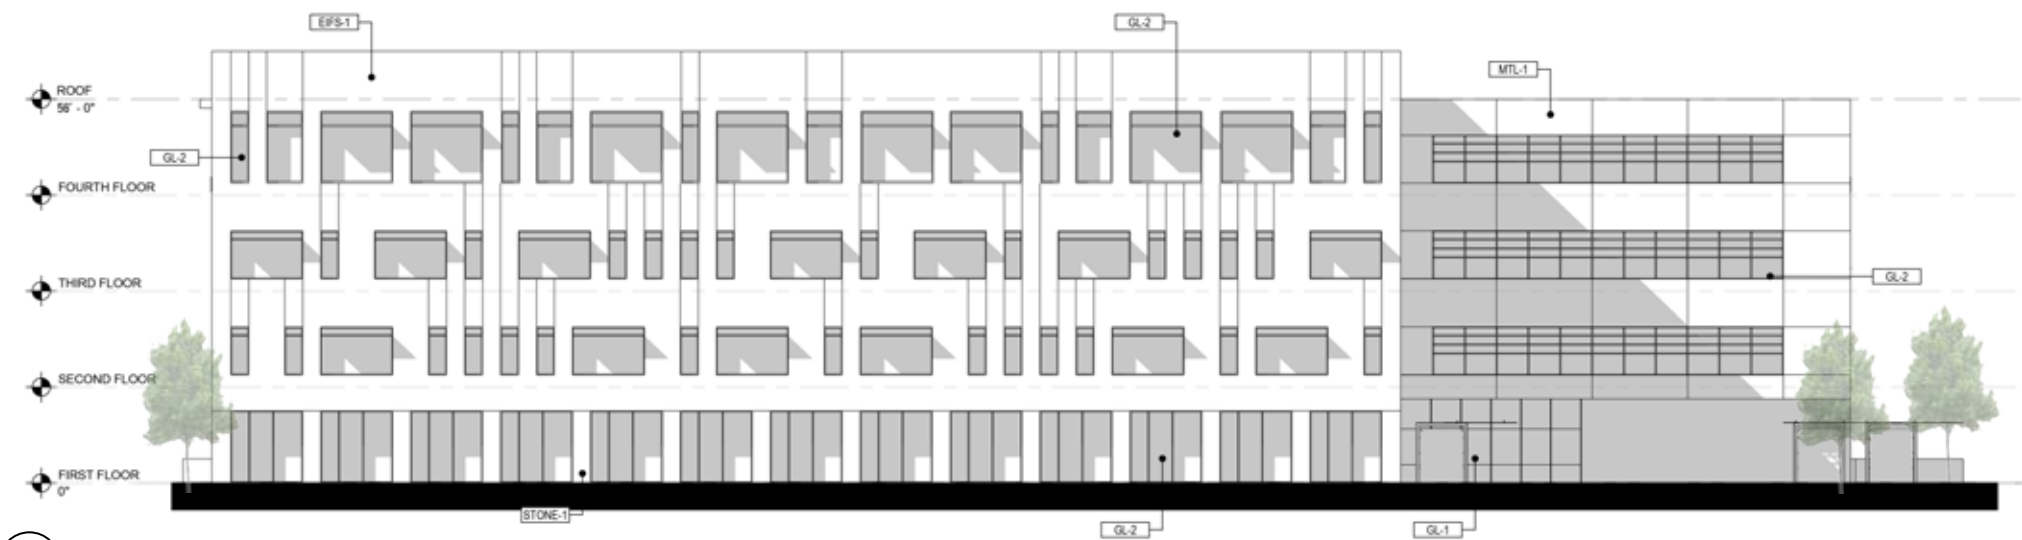 EIFS-1
GL-2
MTL-1
ROOF
56' - 0"
GL-2
FOURTH FLOOR
GL-2
THIRD FLOOR
SECOND FLOOR
FIRST FLOOR
0"
STONE-1
GL-2
GL-1